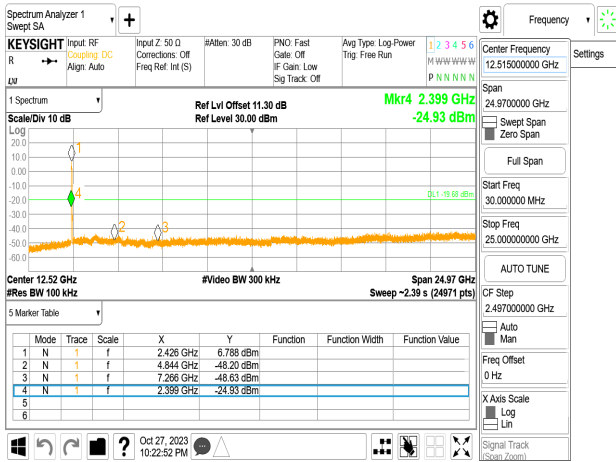 Spectrum Analyzer 1
Swept SA
Frequency
KEYSIGHT
Input: RF
Coupling: DC
Align: Auto
Input Z: 50 Ω
Corrections: Off
Freq Ref: Int (S)
#Atten: 30 dB
PNO: Fast
Gate: Off
IF Gain: Low
Sig Track: Off
Avg Type: Log-Power
Trig: Free Run
1 2 3 4 5 6
M W W W W W
P N N N N N
R
LXI
1 Spectrum
Scale/Div 10 dB
Ref Lvl Offset 11.30 dB
Ref Level 30.00 dBm
Mkr4 2.399 GHz
-24.93 dBm
Log
20.0
10.0
0.00
-10.0
-20.0
-30.0
-40.0
-50.0
-60.0
1
4
2
3
DL1 -19.63 dBm
Center 12.52 GHz
#Video BW 300 kHz
Span 24.97 GHz
#Res BW 100 kHz
Sweep ~2.39 s (24971 pts)
5 Marker Table
Mode Trace Scale X Y Function Function Width Function Value
1 N 1 f 2.426 GHz 6.788 dBm
2 N 1 f 4.844 GHz -48.20 dBm
3 N 1 f 7.266 GHz -48.63 dBm
4 N 1 f 2.399 GHz -24.93 dBm
5
6
Oct 27, 2023
10:22:52 PM
?
Center Frequency
12.515000000 GHz
Settings
Span
24.9700000 GHz
Swept Span
Zero Span
Full Span
Start Freq
30.000000 MHz
Stop Freq
25.000000000 GHz
AUTO TUNE
CF Step
2.497000000 GHz
Auto
Man
Freq Offset
0 Hz
X Axis Scale
Log
Lin
Signal Track
(Span Zoom)